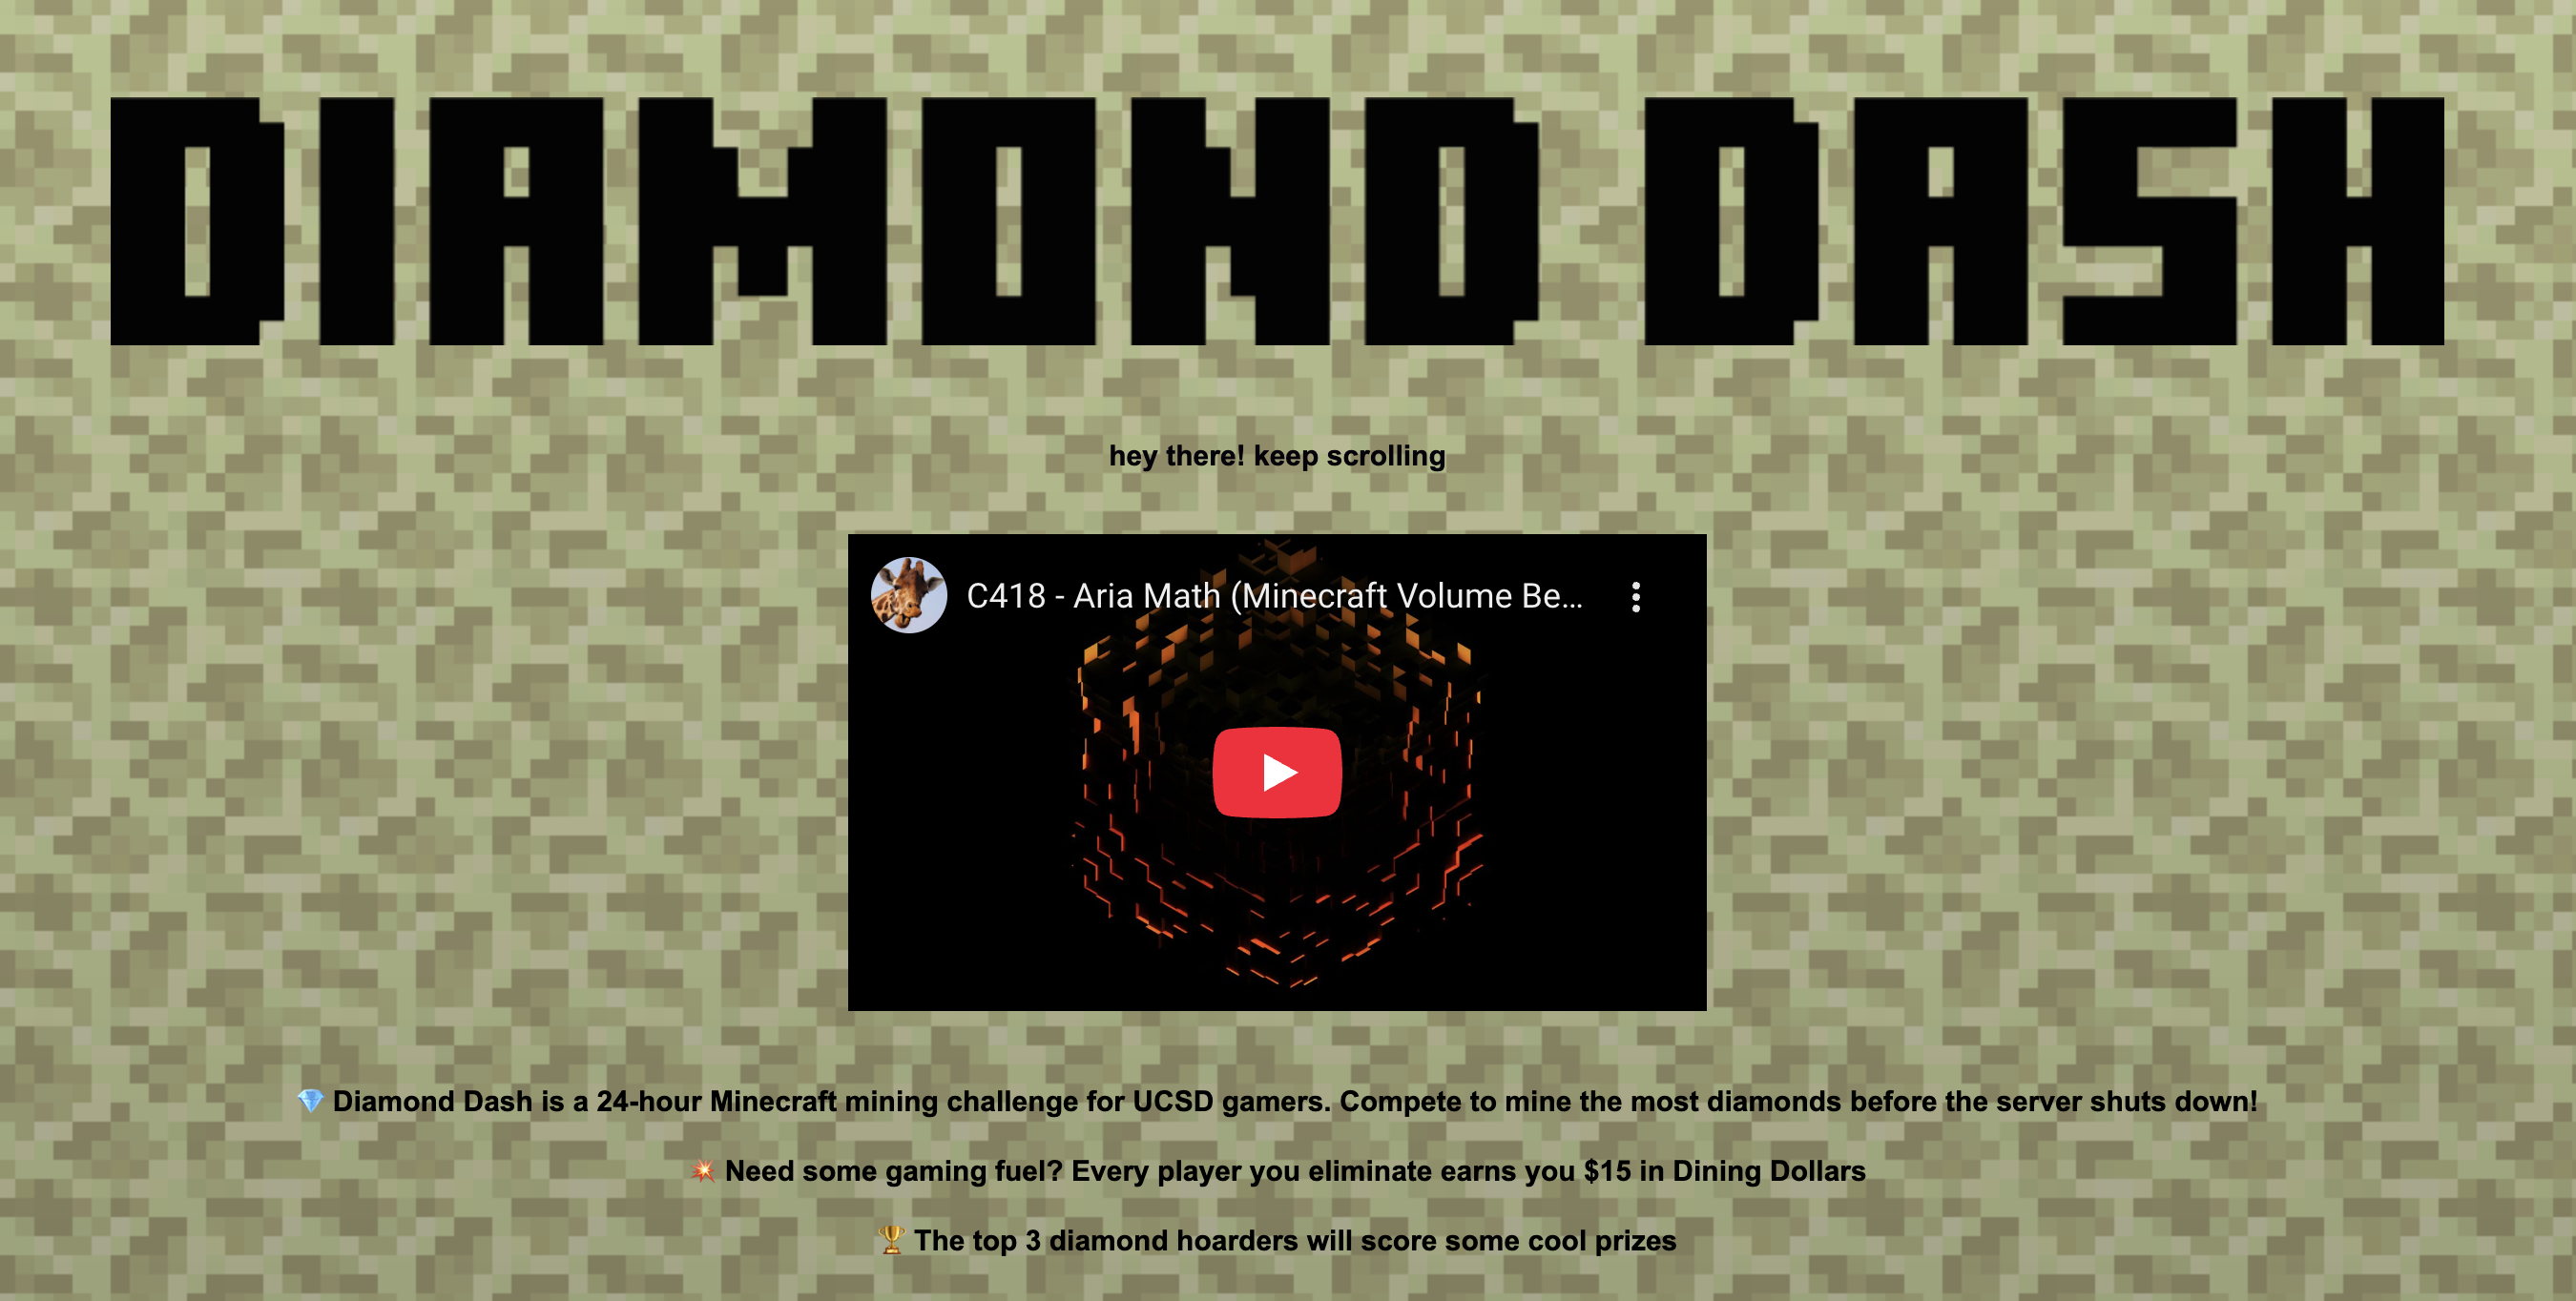 DIAMOND DASH
hey there! keep scrolling
C418 - Aria Math (Minecraft Volume Be...
💎 Diamond Dash is a 24-hour Minecraft mining challenge for UCSD gamers. Compete to mine the most diamonds before the server shuts down!
💥 Need some gaming fuel? Every player you eliminate earns you $15 in Dining Dollars
🏆 The top 3 diamond hoarders will score some cool prizes